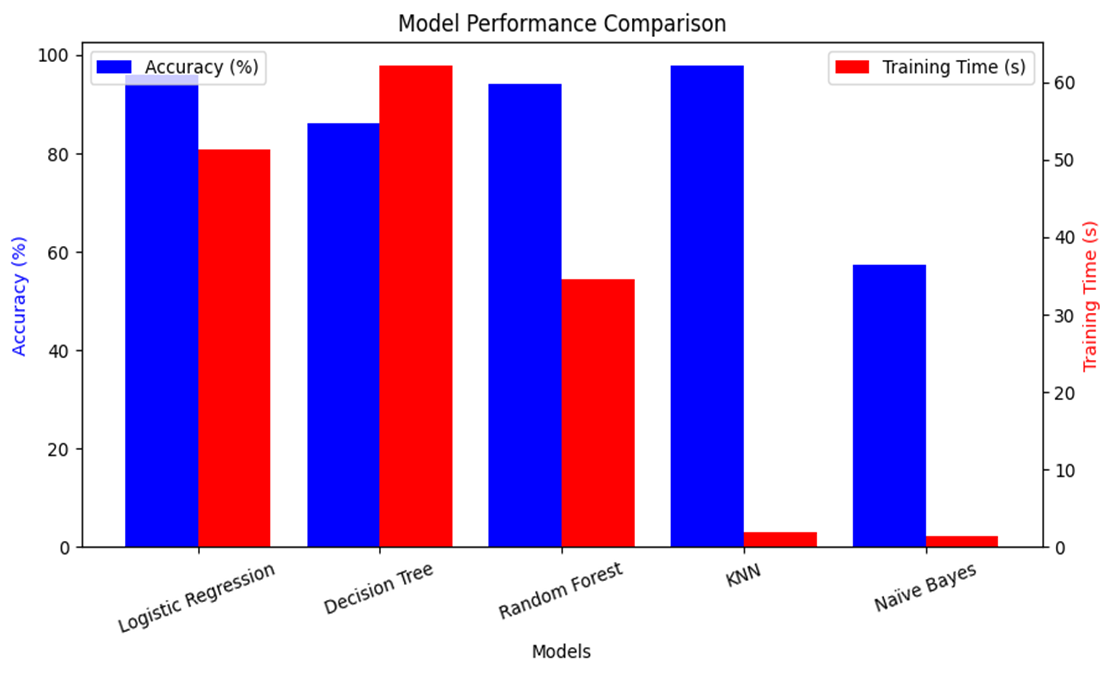 Model Performance Comparison
Accuracy (%)
Training Time (s)
100
80
60
40
20
0
Accuracy (%)
60
50
40
30
20
10
0
Training Time (s)
Logistic Regression
Decision Tree
Random Forest
KNN
Naïve Bayes
Models